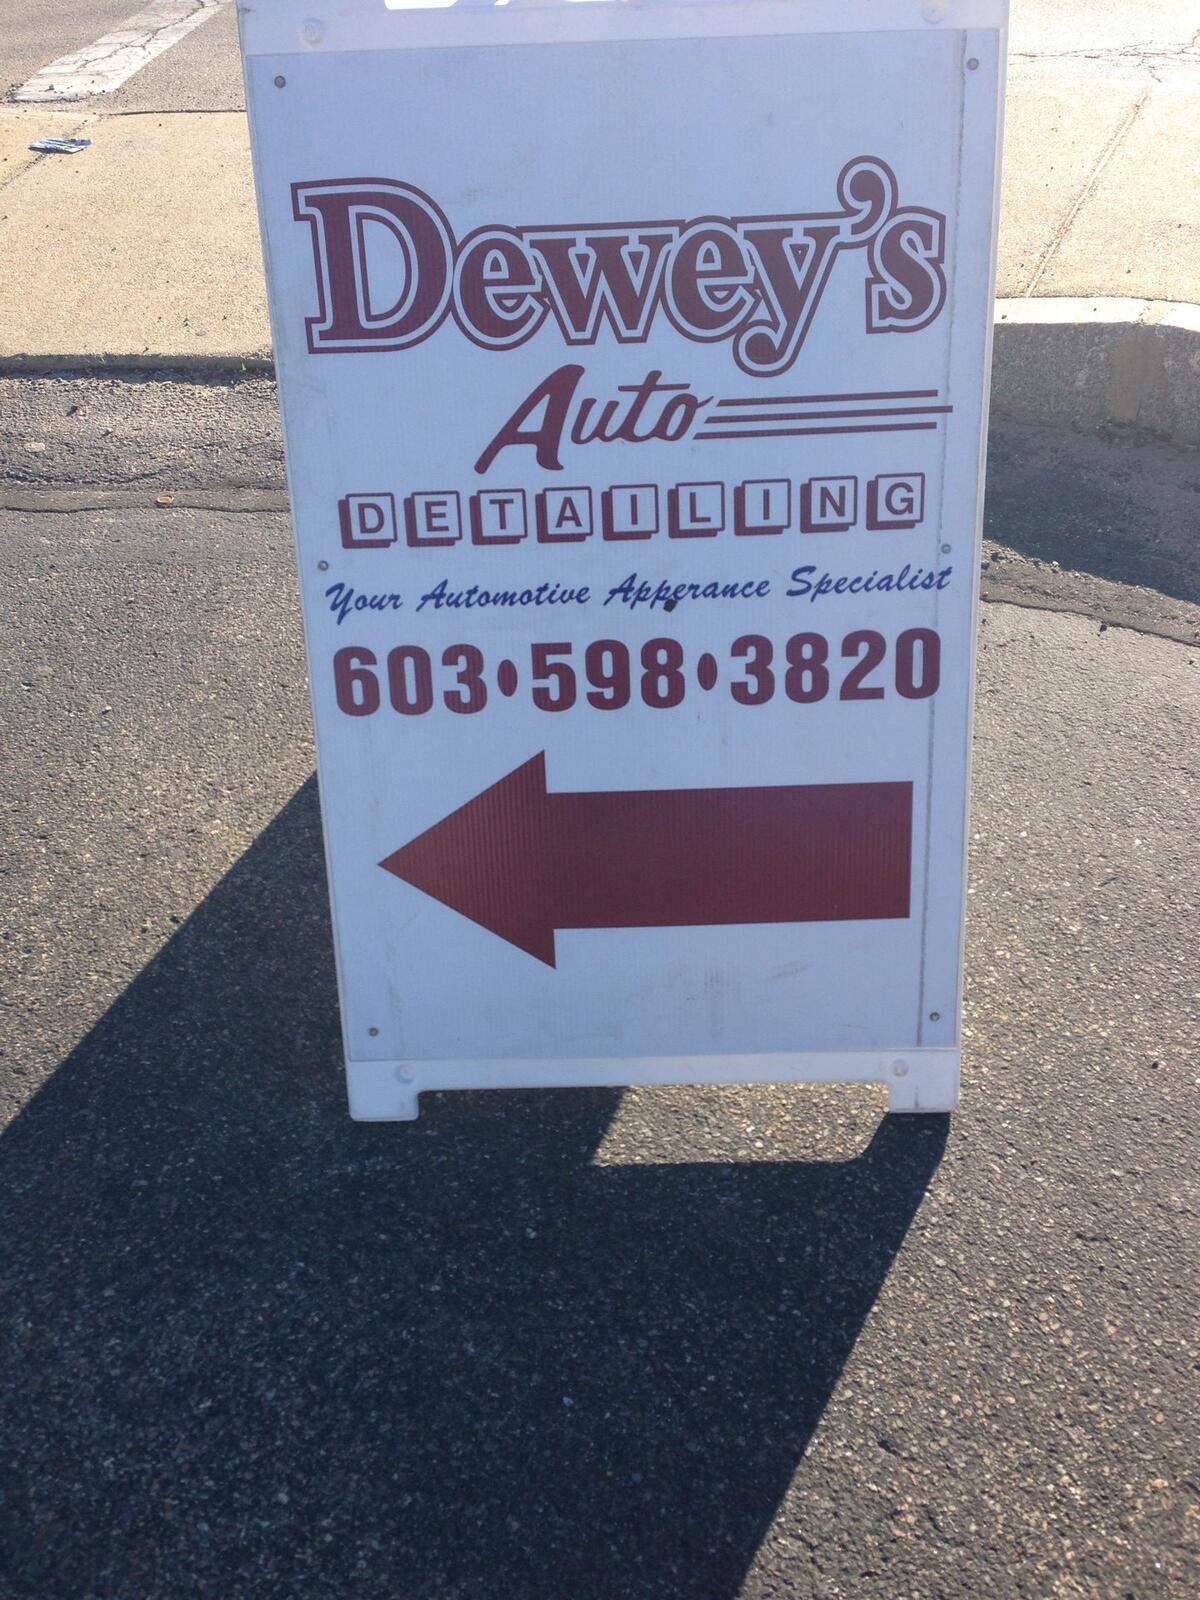 Dewey's
Auto
DETAILING
Your Automotive Apperance Specialist
603•598•3820